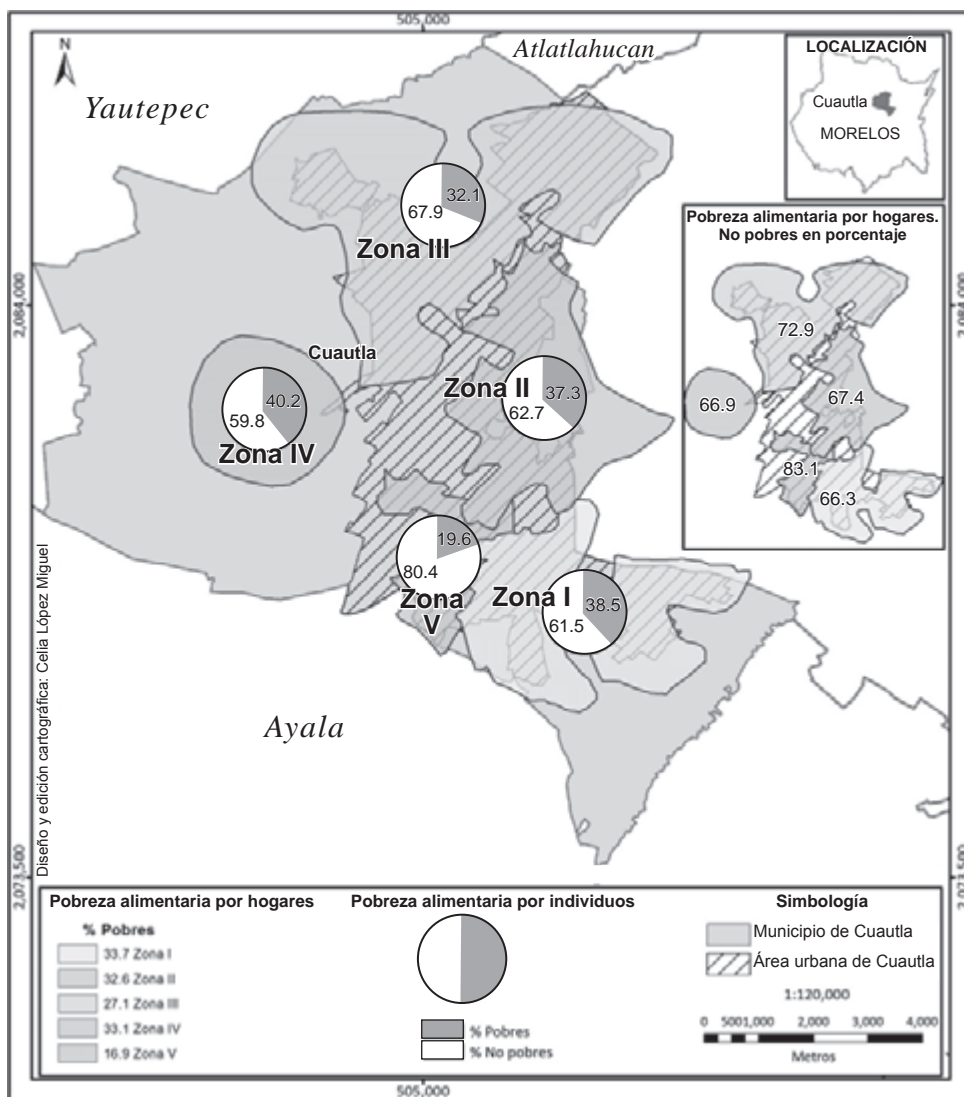 505,000
N
Atlatlahucan
Yautepec
LOCALIZACIÓN
Cuautla
MORELOS
32.1
67.9
Zona III
Pobreza alimentaria por hogares.
No pobres en porcentaje
72.9
66.9
67.4
83.1
66.3
2,084,000
2,084,000
Cuautla
40.2
59.8
Zona IV
Zona II
37.3
62.7
19.6
80.4
Zona
V
Zona I
38.5
61.5
Ayala
Diseño y edición cartográfica: Celia López Miguel
2,073,500
2,073,500
Pobreza alimentaria por hogares
% Pobres
33.7 Zona I
32.6 Zona II
27.1 Zona III
33.1 Zona IV
16.9 Zona V
Pobreza alimentaria por individuos
% Pobres
% No pobres
Simbología
Municipio de Cuautla
Área urbana de Cuautla
1:120,000
0 5001,000 2,000 3,000 4,000
Metros
505,000